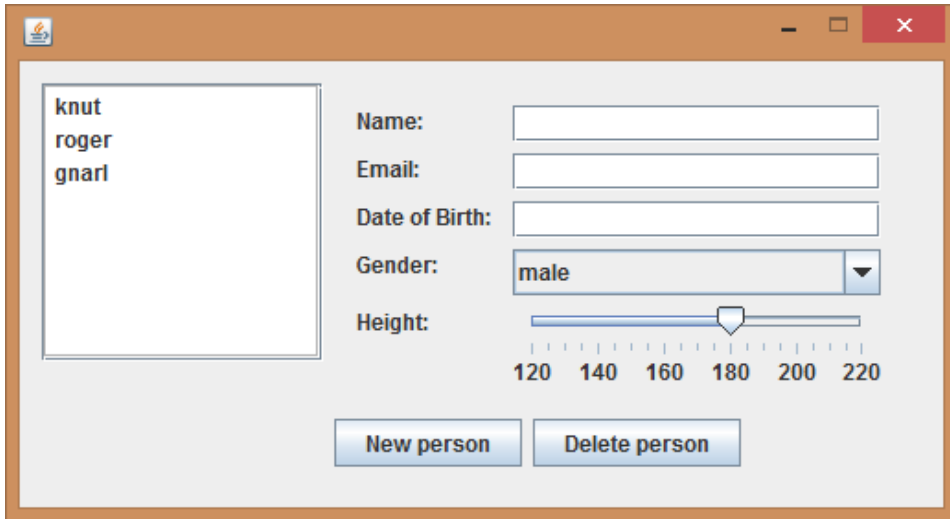 knut
roger
gnarl
Name:
Email:
Date of Birth:
Gender:
male
Height:
120 140 160 180 200 220
New person
Delete person